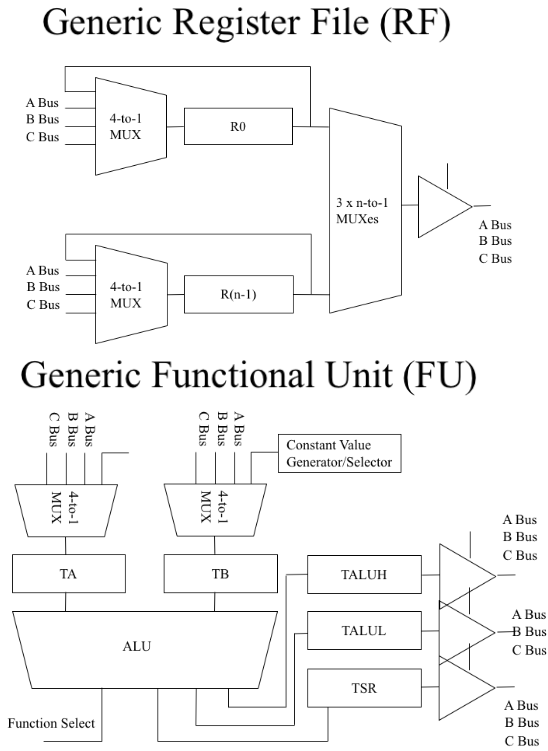 Generic Register File (RF)
A Bus
B Bus
C Bus
4-to-1
MUX
R0
3 x n-to-1
MUXes
A Bus
B Bus
C Bus
A Bus
B Bus
C Bus
4-to-1
MUX
R(n-1)
Generic Functional Unit (FU)
A Bus
B Bus
C Bus
A Bus
B Bus
C Bus
Constant Value
Generator/Selector
4-to-1
MUX
4-to-1
MUX
TA
TB
TALUH
A Bus
B Bus
C Bus
ALU
TALUL
A Bus
B Bus
C Bus
TSR
A Bus
B Bus
C Bus
Function Select